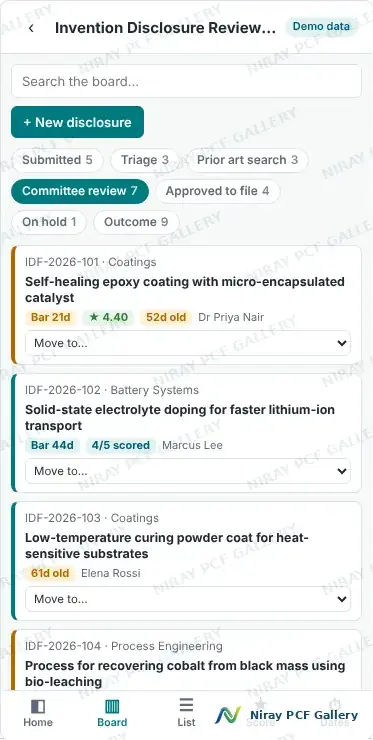 Invention Disclosure Review...
Demo data
Search the board...
+ New disclosure
Submitted 5
Triage 3
Prior art search 3
Committee review 7
Approved to file 4
On hold 1
Outcome 9
IDF-2026-101 · Coatings
Self-healing epoxy coating with micro-encapsulated
catalyst
Bar 21d ★ 4.40 52d old Dr Priya Nair
Move to...
IDF-2026-102 · Battery Systems
Solid-state electrolyte doping for faster lithium-ion
transport
Bar 44d 4/5 scored Marcus Lee
Move to...
IDF-2026-103 · Coatings
Low-temperature curing powder coat for heat-
sensitive substrates
61d old Elena Rossi
Move to...
IDF-2026-104 · Process Engineering
Process for recovering cobalt from black mass using
bio-leaching
Home
Board
List
Score
Dates
Niray PCF Gallery
NIRAY PCF GALLERY